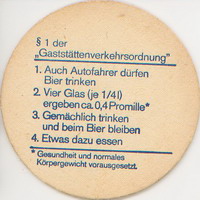 § 1 der
„Gaststättenverkehrsordnung"
1. Auch Autofahrer dürfen
Bier trinken
2. Vier Glas (je 1/4 l)
ergeben ca. 0,4 Promille*
3. Gemächlich trinken
und beim Bier bleiben
4. Etwas dazu essen
* Gesundheit und normales
Körpergewicht vorausgesetzt.